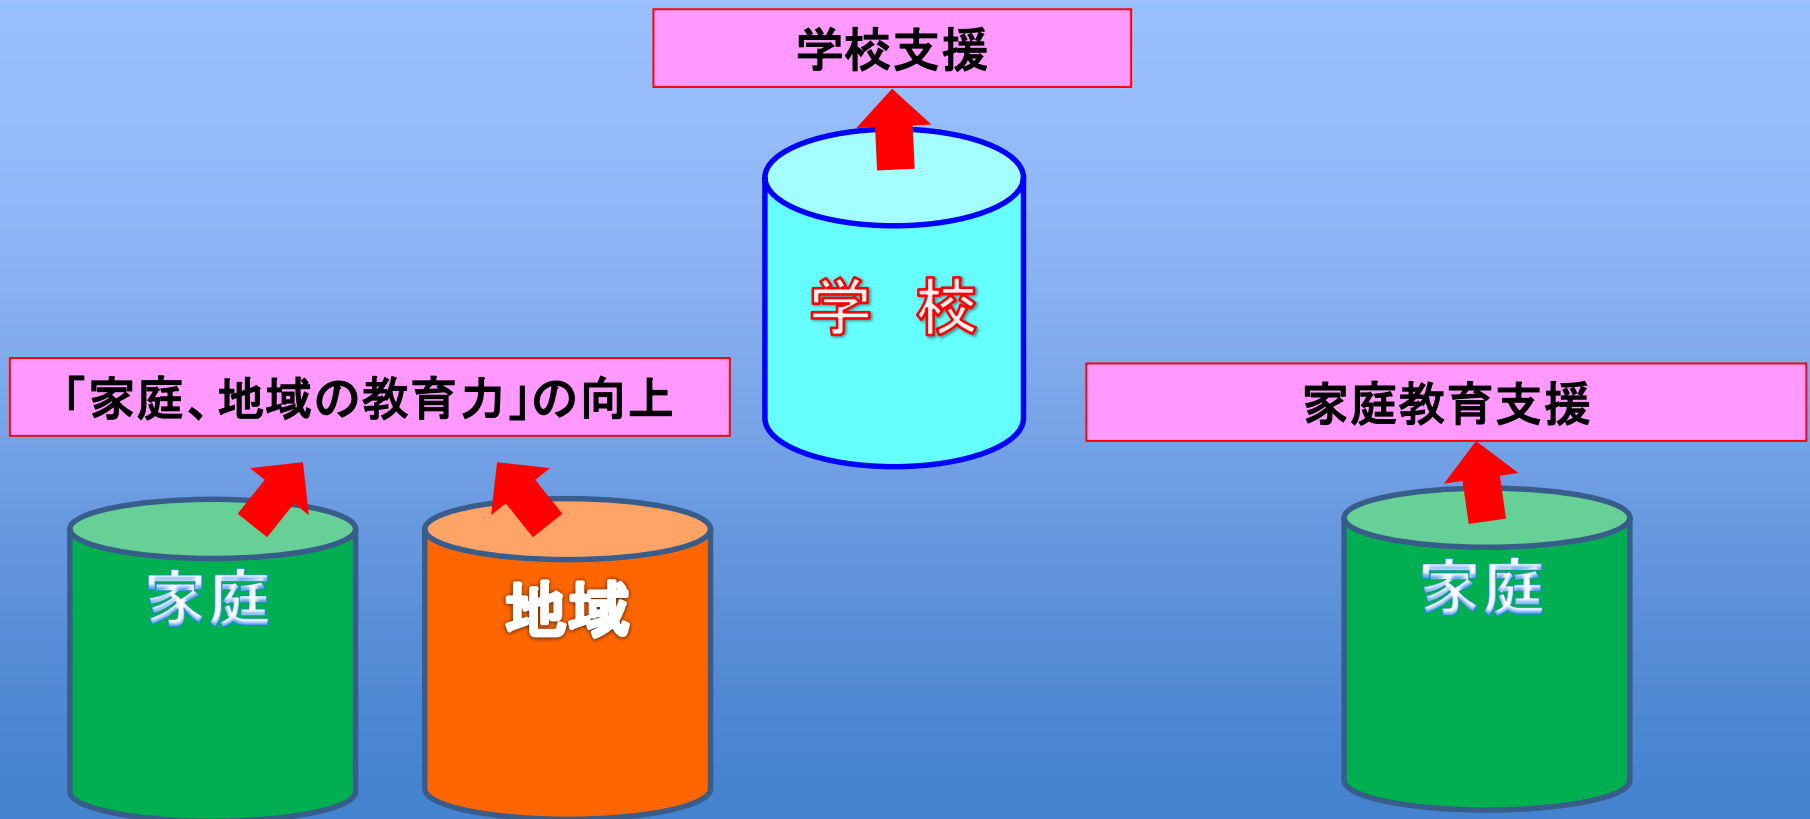 学校支援
学　校
「家庭、地域の教育力」の向上
家庭教育支援
家庭
地域
家庭